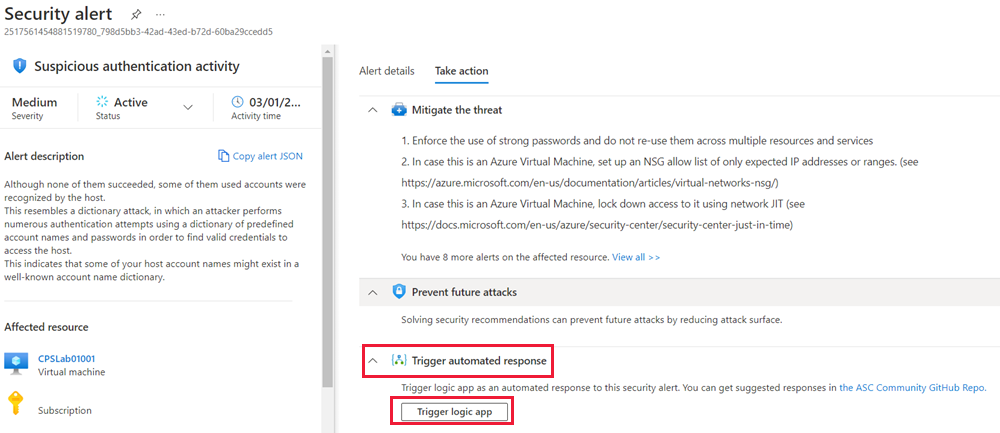 Security alert
2517561454881519780_798d5bb3-42ad-43ed-b72d-60ba29ccedd5
Suspicious authentication activity
Medium
Severity
Active
Status
03/01/2...
Activity time
Alert description
Copy alert JSON
Although none of them succeeded, some of them used accounts were
recognized by the host.
This resembles a dictionary attack, in which an attacker performs
numerous authentication attempts using a dictionary of predefined
account names and passwords in order to find valid credentials to
access the host.
This indicates that some of your host account names might exist in a
well-known account name dictionary.
Affected resource
CPSLab01001
Virtual machine
Subscription
Alert details
Take action
Mitigate the threat
1. Enforce the use of strong passwords and do not re-use them across multiple resources and services
2. In case this is an Azure Virtual Machine, set up an NSG allow list of only expected IP addresses or ranges. (see
https://azure.microsoft.com/en-us/documentation/articles/virtual-networks-nsg/)
3. In case this is an Azure Virtual Machine, lock down access to it using network JIT (see
https://docs.microsoft.com/en-us/azure/security-center/security-center-just-in-time)
You have 8 more alerts on the affected resource. View all >>
Prevent future attacks
Solving security recommendations can prevent future attacks by reducing attack surface.
Trigger automated response
Trigger logic app as an automated response to this security alert. You can get suggested responses in the ASC Community GitHub Repo.
Trigger logic app